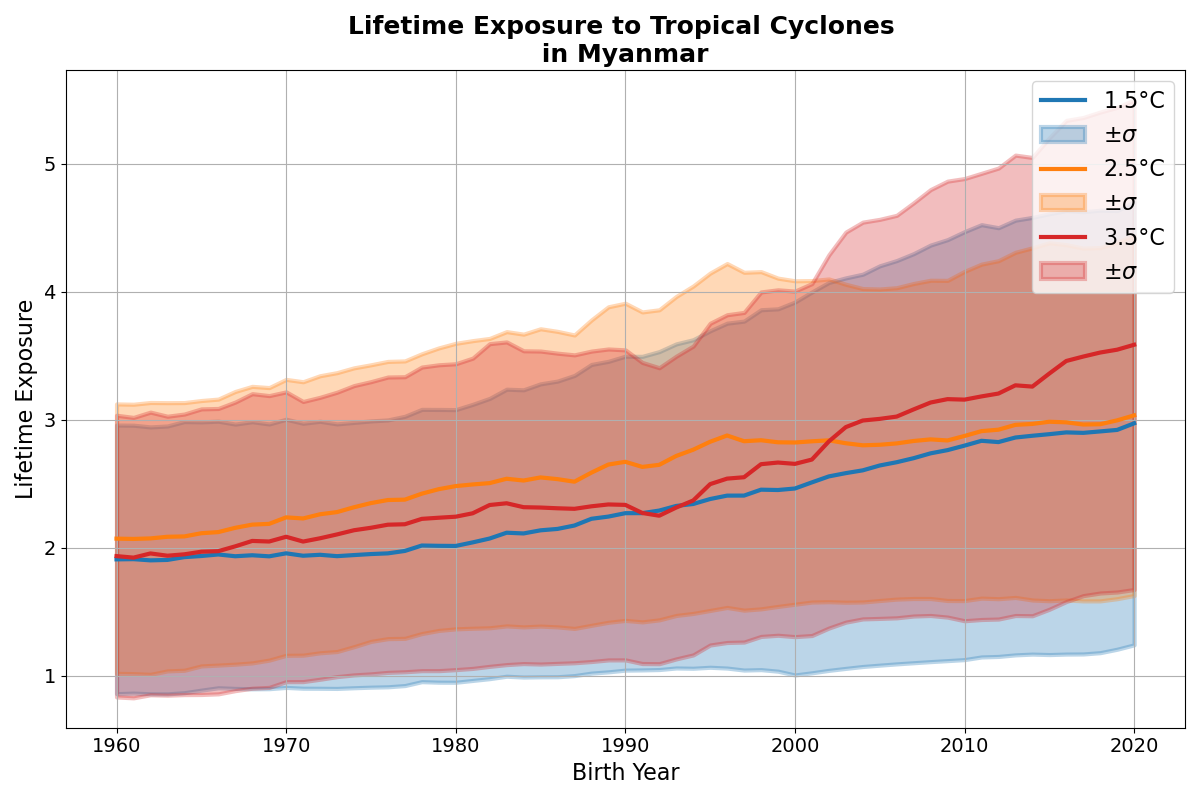 Lifetime Exposure to Tropical Cyclones
in Myanmar
1.5°C
±σ
2.5°C
±σ
3.5°C
±σ
Lifetime Exposure
5
4
3
2
1
1960 1970 1980 1990 2000 2010 2020
Birth Year